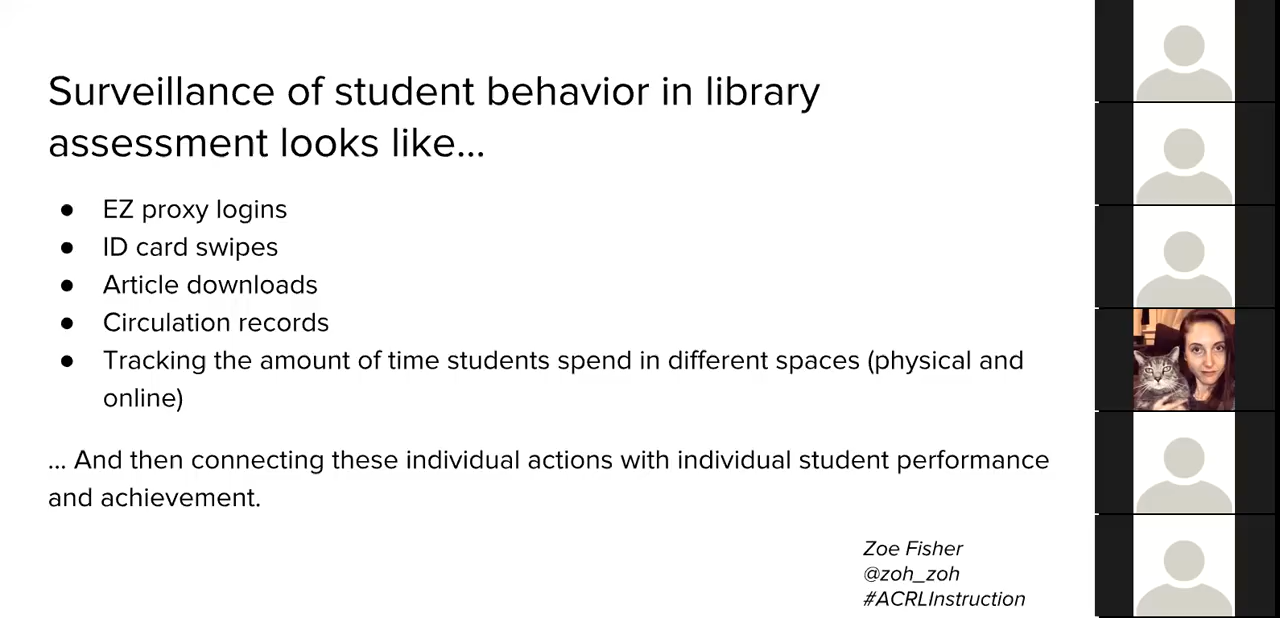 Surveillance of student behavior in library
assessment looks like...
● EZ proxy logins
● ID card swipes
● Article downloads
● Circulation records
● Tracking the amount of time students spend in different spaces (physical and
online)
... And then connecting these individual actions with individual student performance
and achievement.
Zoe Fisher
@zoh_zoh
#ACRLInstruction